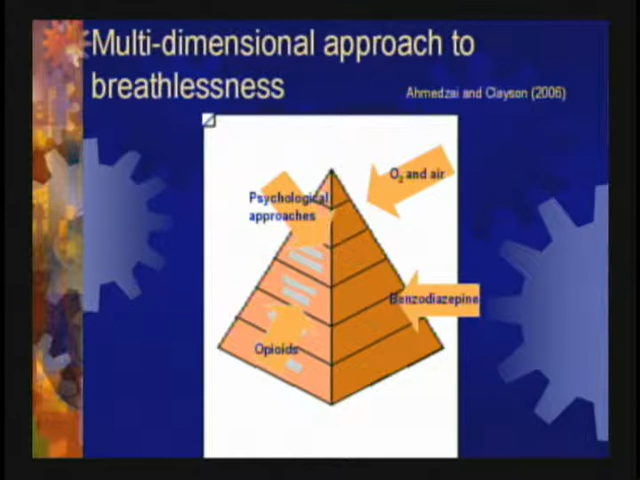 Multi-dimensional approach to
breathlessness
Ahmedzai and Clayson (2006)
O2 and air
Psychological
approaches
Benzodiazepine
Opioids